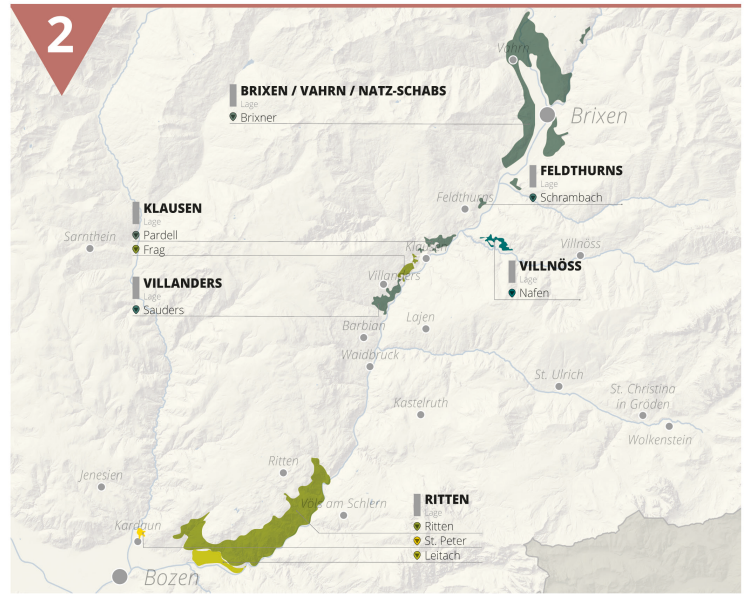 2
Vahrn
BRIXEN / VAHRN / NATZ-SCHABS
Lage
Brixner
Brixen
FELDTHURNS
Lage
Schrambach
Feldthurns
KLAUSEN
Lage
Pardell
Frag
Sarnthein
Villnöss
VILLNÖSS
Lage
Nafen
Villanders
VILLANDERS
Lage
Sauders
Barbian
Lajen
Waidbruck
St. Ulrich
St. Christina
in Gröden
Kastelruth
Wolkenstein
Ritten
Jenesien
Völs am Schlern
RITTEN
Lage
Ritten
St. Peter
Leitach
Kardaun
Bozen